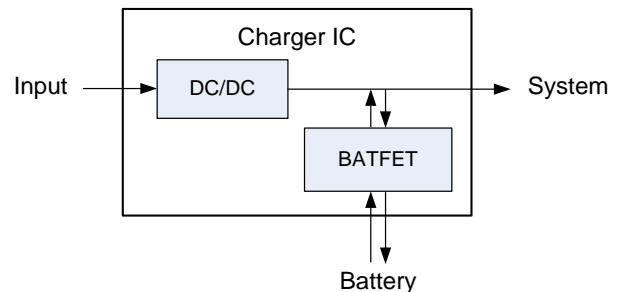 Charger IC
Input
DC/DC
System
BATFET
Battery